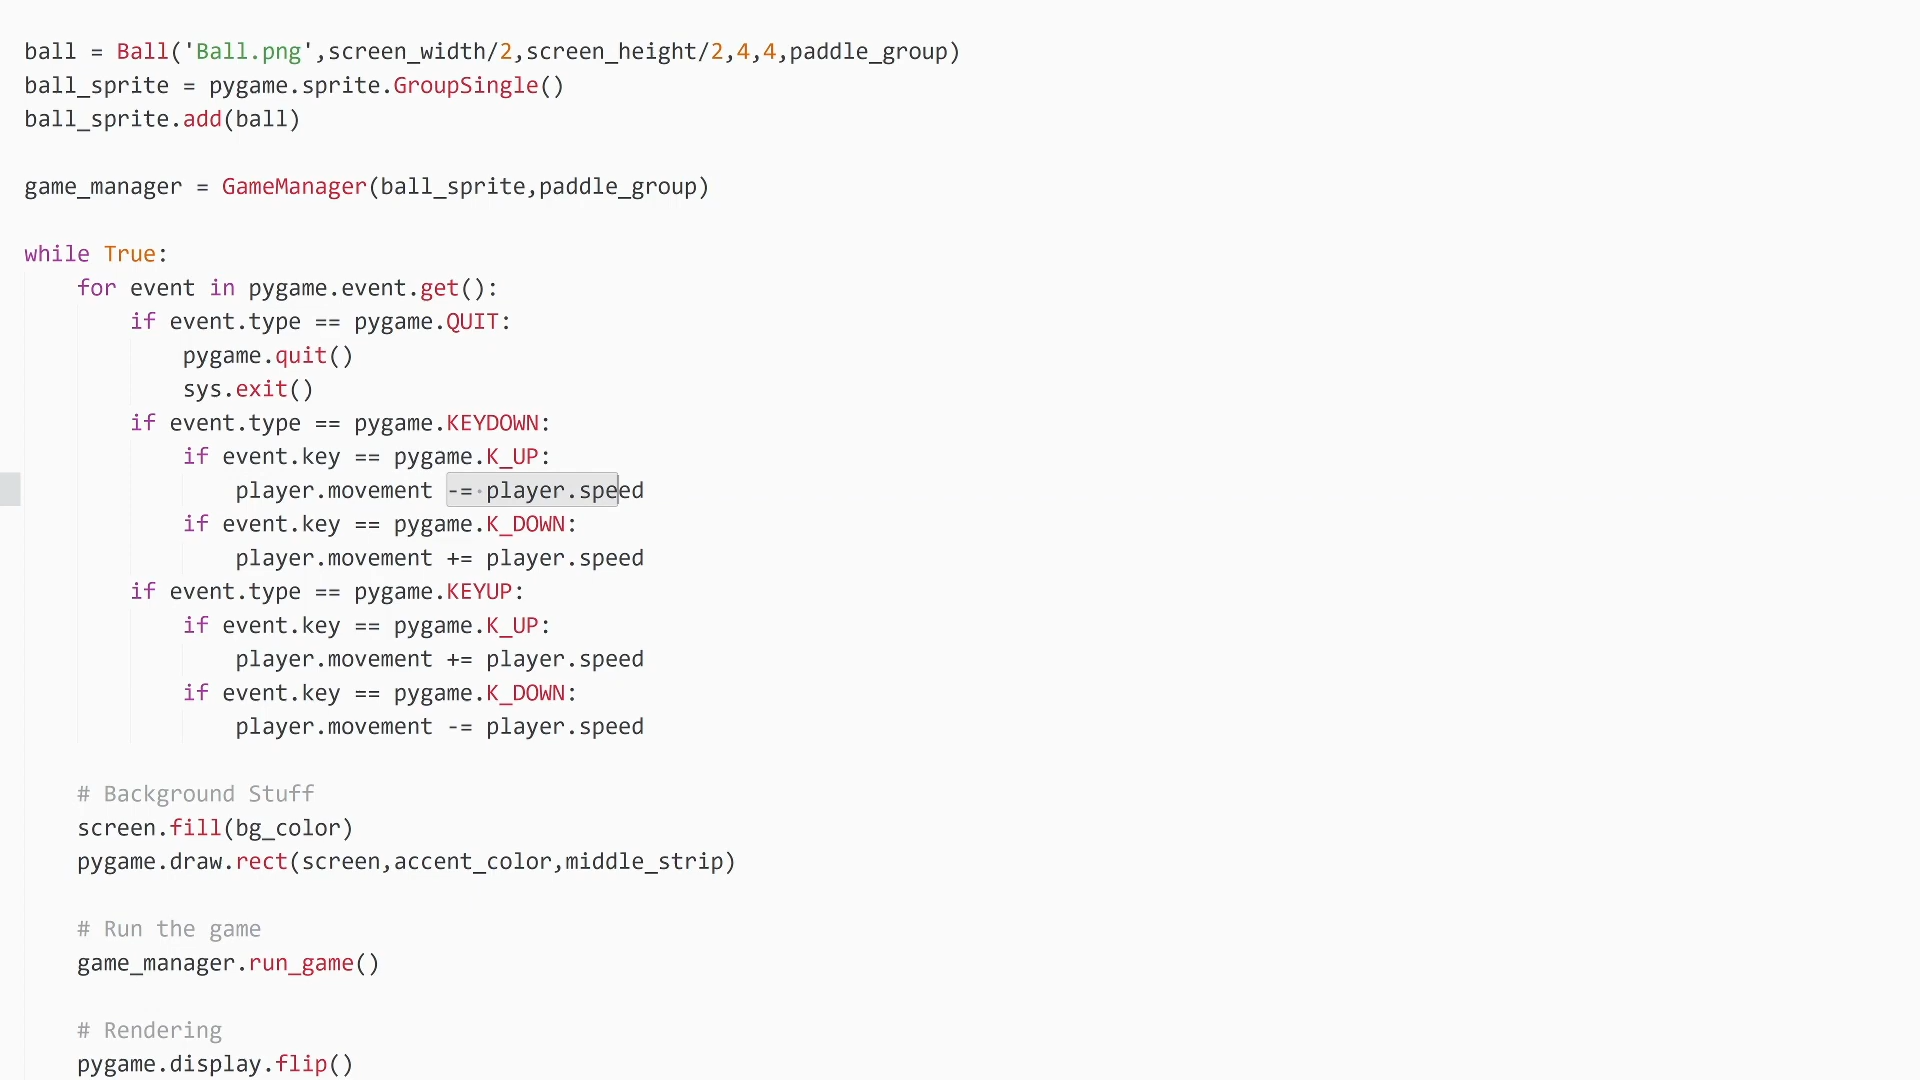 ball = Ball('Ball.png',screen_width/2,screen_height/2,4,4,paddle_group)
ball_sprite = pygame.sprite.GroupSingle()
ball_sprite.add(ball)

game_manager = GameManager(ball_sprite,paddle_group)

while True:
    for event in pygame.event.get():
        if event.type == pygame.QUIT:
            pygame.quit()
            sys.exit()
        if event.type == pygame.KEYDOWN:
            if event.key == pygame.K_UP:
                player.movement -= player.speed
            if event.key == pygame.K_DOWN:
                player.movement += player.speed
        if event.type == pygame.KEYUP:
            if event.key == pygame.K_UP:
                player.movement += player.speed
            if event.key == pygame.K_DOWN:
                player.movement -= player.speed

    # Background Stuff
    screen.fill(bg_color)
    pygame.draw.rect(screen,accent_color,middle_strip)

    # Run the game
    game_manager.run_game()

    # Rendering
    pygame.display.flip()